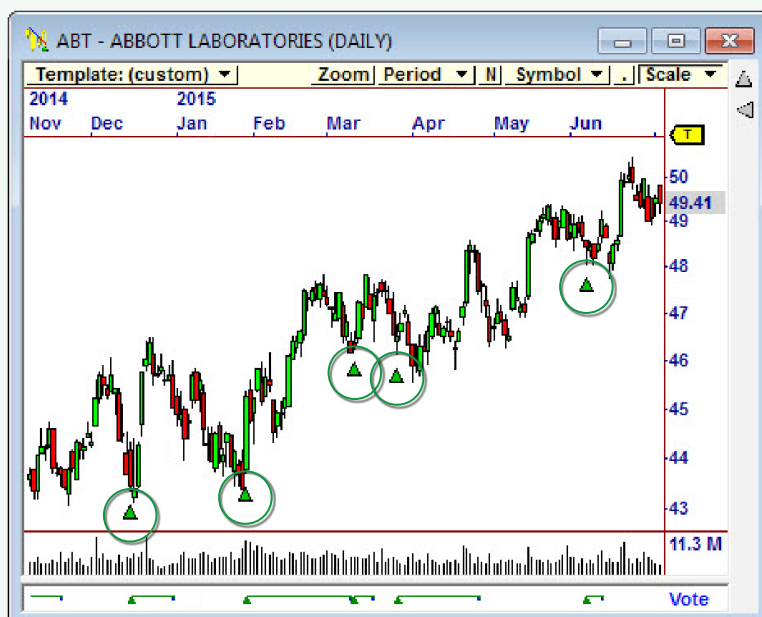 ABT - ABBOTT LABORATORIES (DAILY)
Template: (custom) Zoom Period N Symbol . Scale
2014 2015
Nov Dec Jan Feb Mar Apr May Jun
T
50
49.41
49
48
47
46
45
44
43
11.3 M
Vote